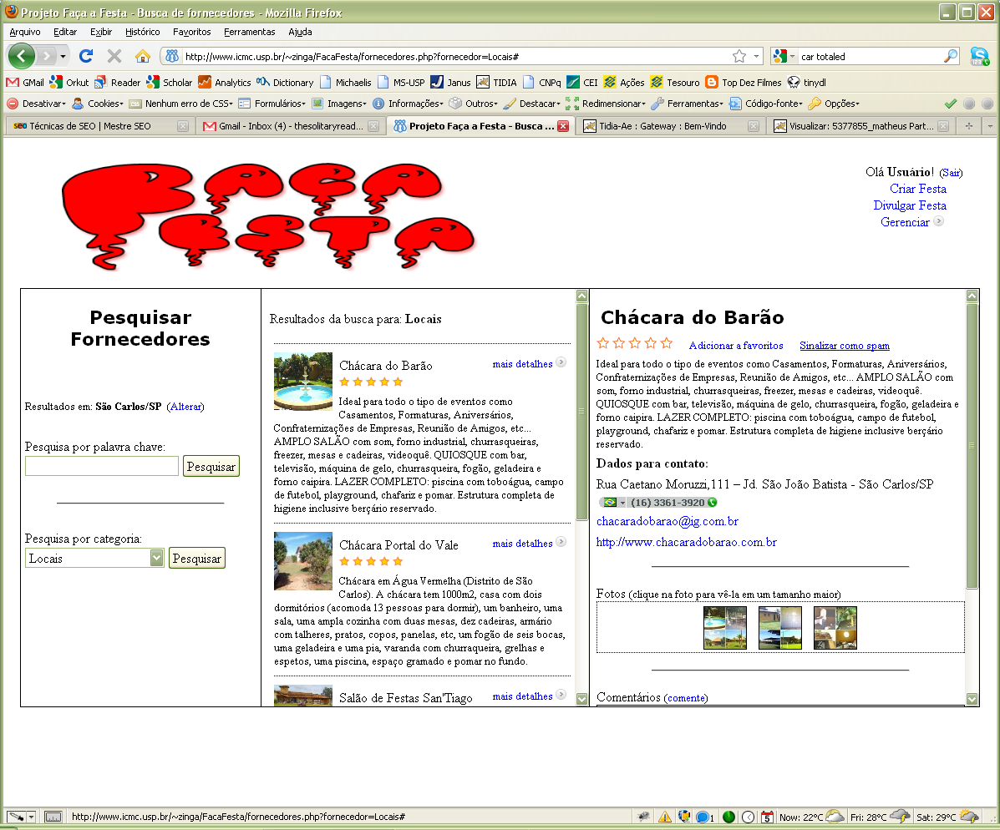 Projeto Faça a Festa - Busca de fornecedores - Mozilla Firefox
Arquivo Editar Exibir Histórico Favoritos Ferramentas Ajuda
http://www.icmc.usp.br/~zinga/FacaFesta/fornecedores.php?fornecedor=Locais# car totaled
GMail Orkut Reader Scholar Analytics Dictionary Michaelis MS-USP Janus TIDIA CNPq CEI Ações Tesouro Top Dez Filmes tinydl
Desativar Cookies Nenhum erro de CSS Formulários Imagens Informações Outros Destacar Redimensionar Ferramentas Código-fonte Opções
Técnicas de SEO | Mestre SEO Gmail - Inbox (4) - thesolitaryread... Projeto Faça a Festa - Busca ... Tidia-Ae : Gateway : Bem-Vindo Visualizar: 5377855_matheus Part...
FAÇA
FESTA
Olá Usuário! (Sair)
Criar Festa
Divulgar Festa
Gerenciar
Pesquisar
Fornecedores
Resultados em: São Carlos/SP (Alterar)
Pesquisa por palavra chave:
Pesquisar
Pesquisa por categoria:
Locais Pesquisar
Resultados da busca para: Locais
Chácara do Barão mais detalhes
Ideal para todo o tipo de eventos como
Casamentos, Formaturas, Aniversários,
Confraternizações de Empresas, Reunião de Amigos, etc...
AMPLO SALÃO com som, forno industrial, churrasqueiras,
freezer, mesas e cadeiras, videoquê. QUIOSQUE com bar,
televisão, máquina de gelo, churrasqueira, fogão, geladeira e
forno caipira. LAZER COMPLETO: piscina com toboágua, campo
de futebol, playground, chafariz e pomar. Estrutura completa de
higiene inclusive berçário reservado.
Chácara Portal do Vale mais detalhes
Chácara em Água Vermelha (Distrito de São
Carlos). A chácara tem 1000m2, casa com dois
dormitórios (acomoda 13 pessoas para dormir), um banheiro, uma
sala, uma ampla cozinha com duas mesas, dez cadeiras, armário
com talheres, pratos, copos, panelas, etc, um fogão de seis bocas,
uma geladeira e uma pia, varanda com churraqueira, grelhas e
espetos, uma piscina, espaço gramado e pomar no fundo.
Salão de Festas San'Tiago mais detalhes
Chácara do Barão
Adicionar a favoritos Sinalizar como spam
Ideal para todo o tipo de eventos como Casamentos, Formaturas, Aniversários,
Confraternizações de Empresas, Reunião de Amigos, etc... AMPLO SALÃO com
som, forno industrial, churrasqueiras, freezer, mesas e cadeiras, videoquê.
QUIOSQUE com bar, televisão, máquina de gelo, churrasqueira, fogão, geladeira e
forno caipira. LAZER COMPLETO: piscina com toboágua, campo de futebol,
playground, chafariz e pomar. Estrutura completa de higiene inclusive berçário
reservado.
Dados para contato:
Rua Caetano Moruzzi,111 – Jd. São João Batista - São Carlos/SP
(16) 3361-3920
chacaradobarao@ig.com.br
http://www.chacaradobarao.com.br
Fotos (clique na foto para vê-la em um tamanho maior)
Comentários (comente)
http://www.icmc.usp.br/~zinga/FacaFesta/fornecedores.php?fornecedor=Locais# 1 5 Now: 22°C Fri: 28°C Sat: 29°C